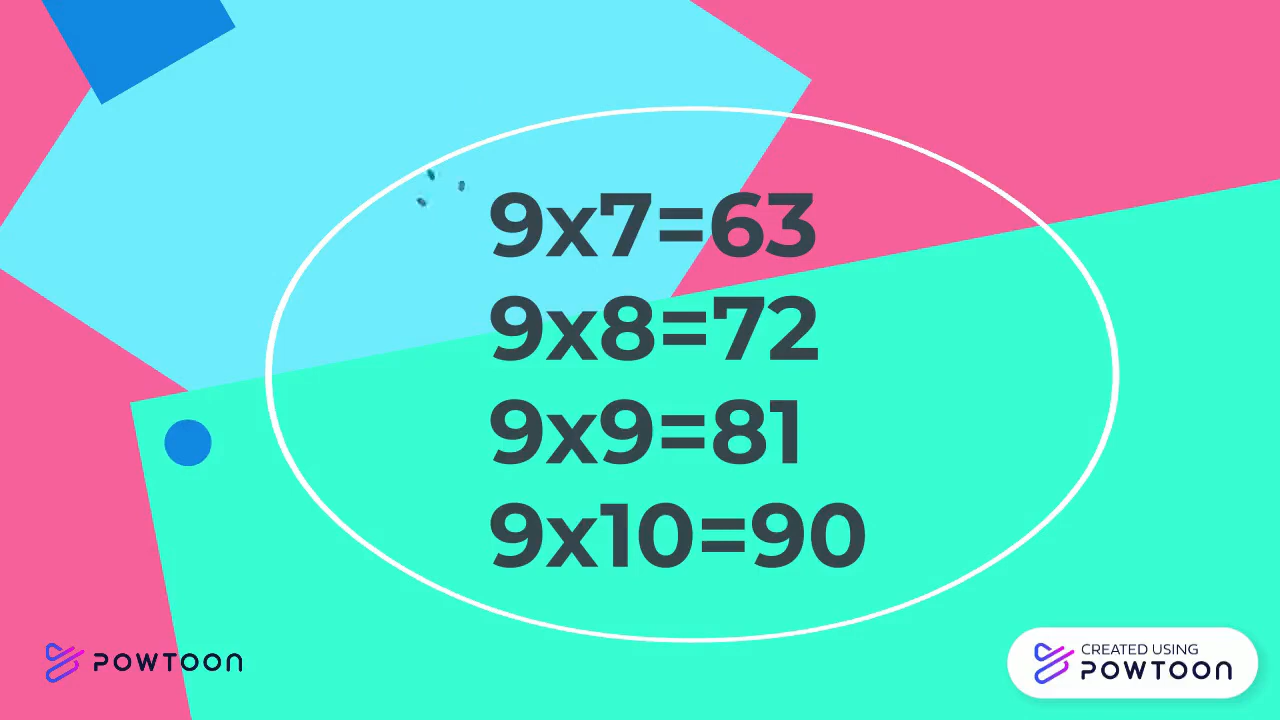 9x7=63
9x8=72
9x9=81
9x10=90
POWTOON
CREATED USING
POWTOON